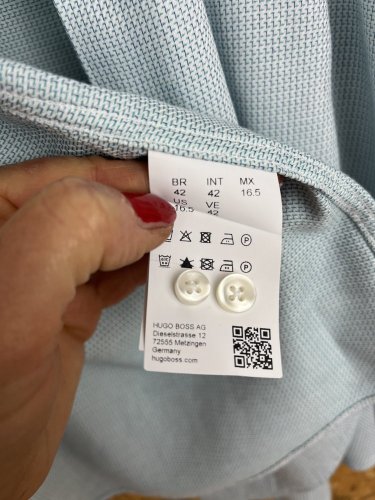 BR INT MX
42 42 16.5
US VE
16.5 42
HUGO BOSS AG
Dieselstrasse 12
72555 Metzingen
Germany
hugoboss.com